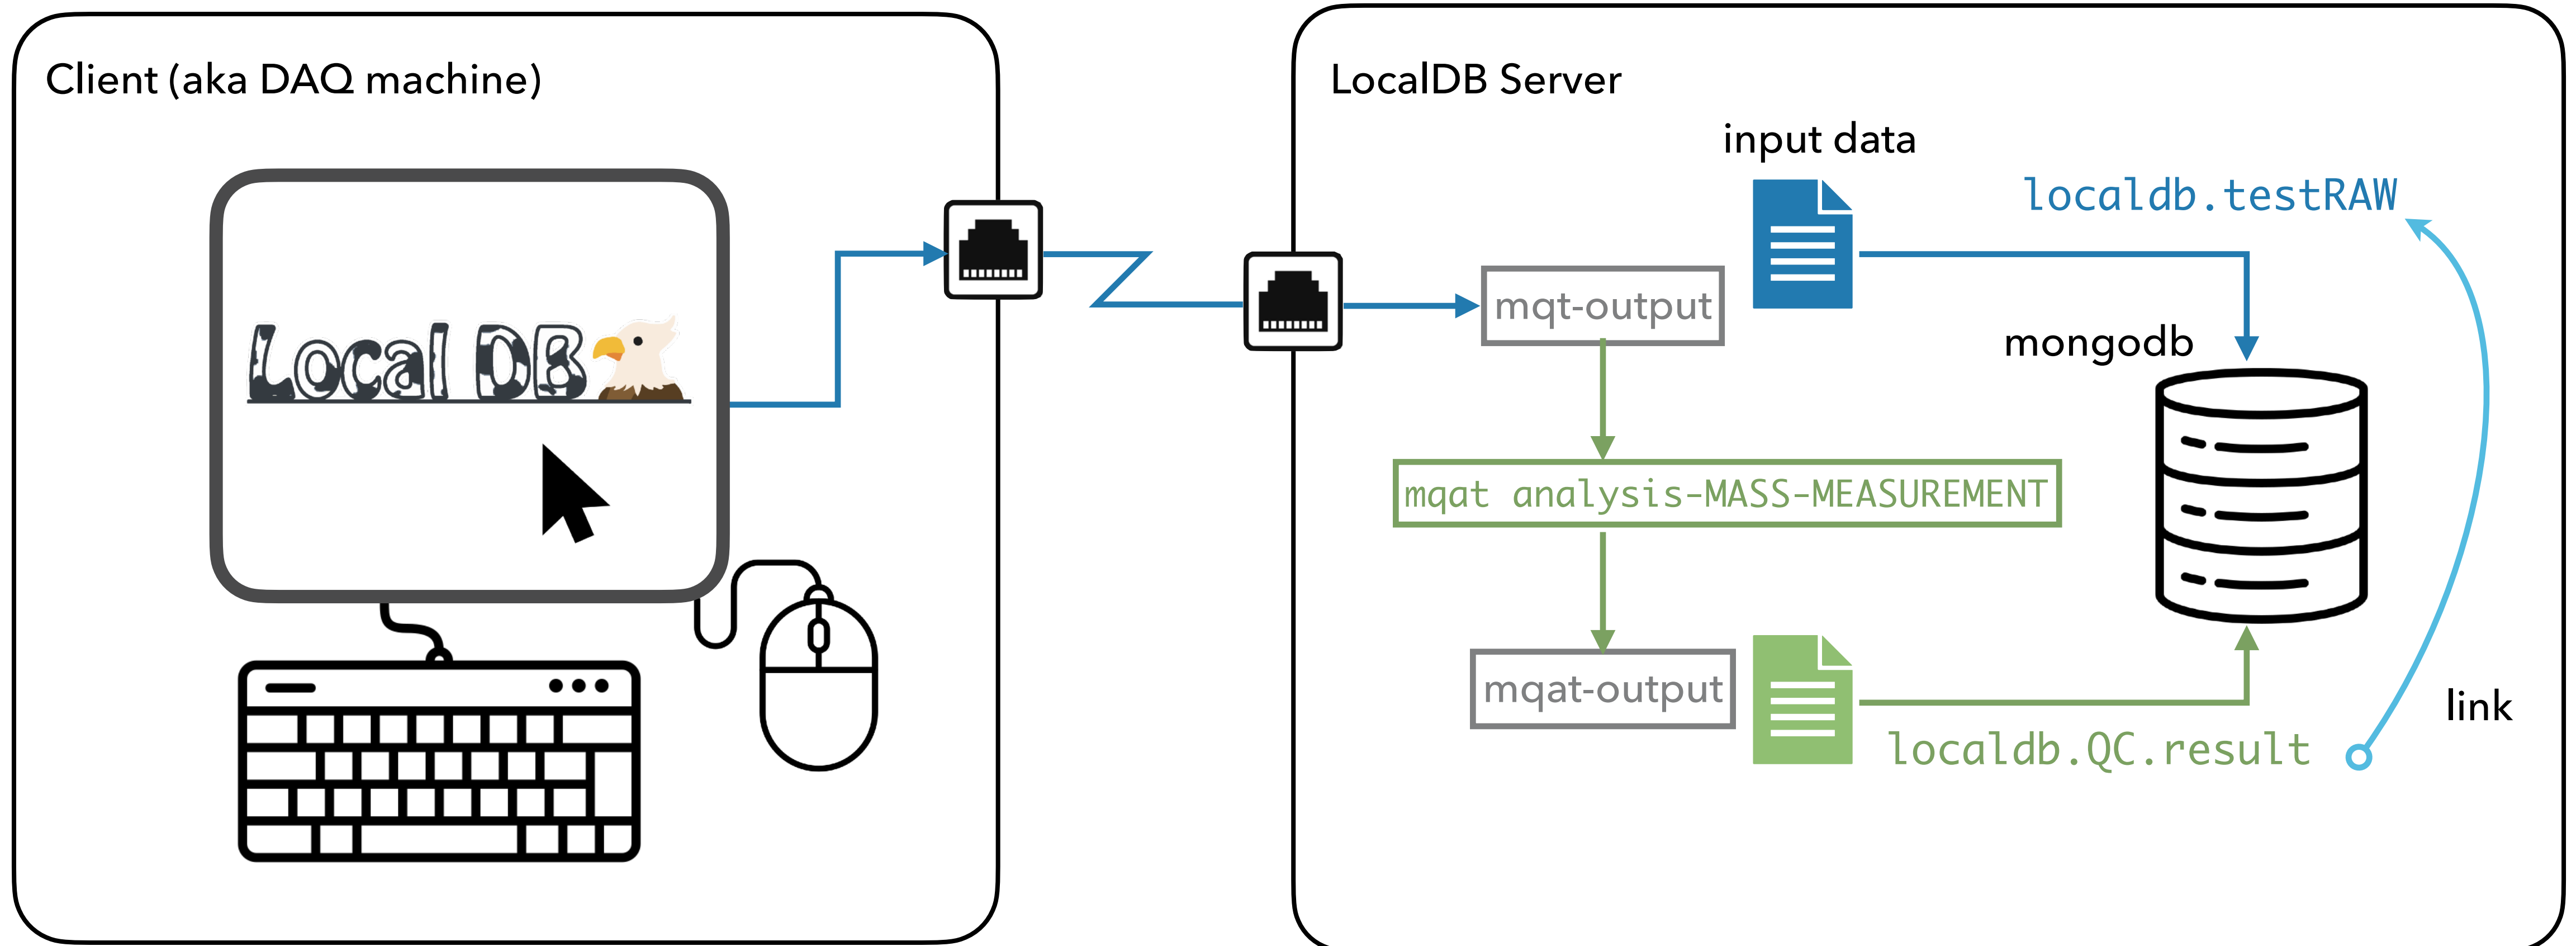 Client (aka DAQ machine)
Local DB
LocalDB Server
input data
localdb.testRAW
mqt-output
mongodb
mqat analysis-MASS-MEASUREMENT
mqat-output
localdb.QC.result
link